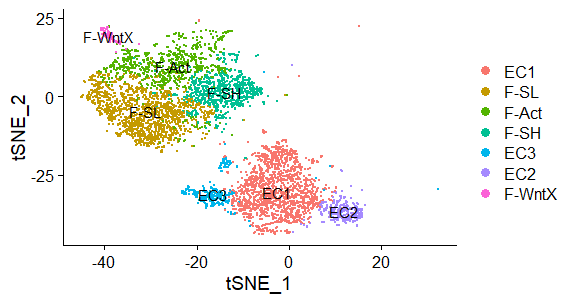 25
0
-25
tSNE_2
-40
-20
0
20
tSNE_1
F-WntX
F-Act
F-SH
F-SL
EC3
EC1
EC2
EC1
F-SL
F-Act
F-SH
EC3
EC2
F-WntX